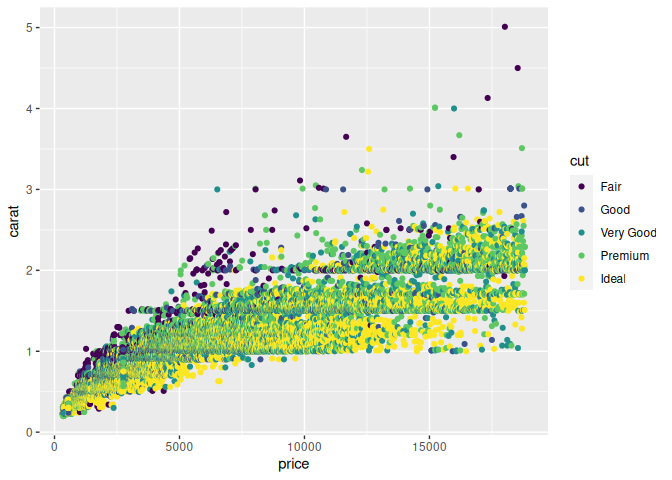 5
4
3
2
1
0
carat
0
5000
10000
15000
price
cut
Fair
Good
Very Good
Premium
Ideal